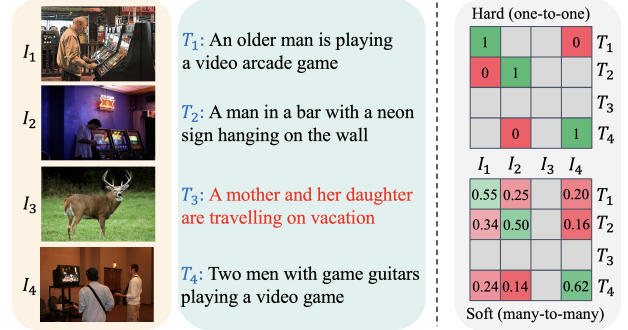 I1
T1: An older man is playing
a video arcade game
I2
T2: A man in a bar with a neon
sign hanging on the wall
I3
T3: A mother and her daughter
are travelling on vacation
I4
T4: Two men with game guitars
playing a video game
Hard (one-to-one)
1 0 T1
0 1 T2
T3
0 1 T4
I1 I2 I3 I4
0.55 0.25 0.20 T1
0.34 0.50 0.16 T2
T3
0.24 0.14 0.62 T4
Soft (many-to-many)